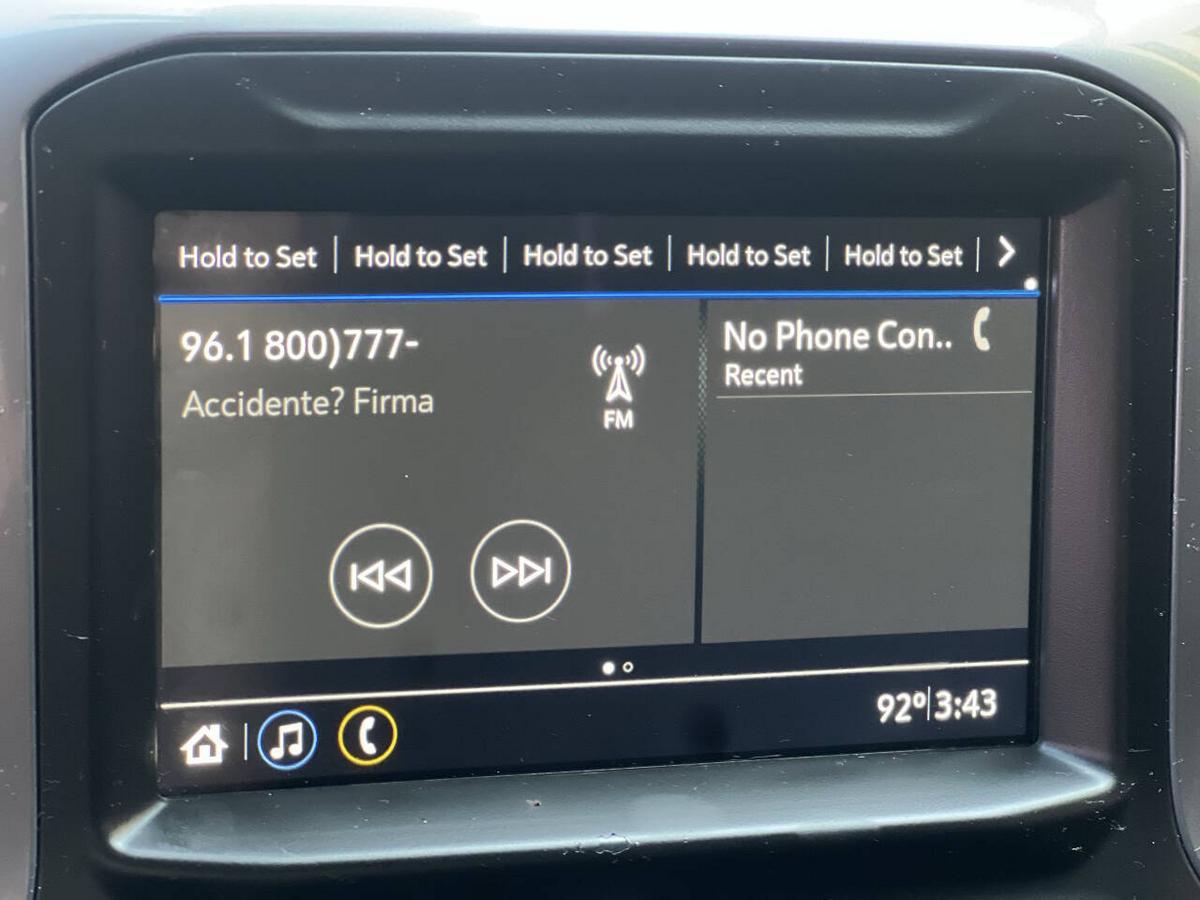 Hold to Set | Hold to Set | Hold to Set | Hold to Set | Hold to Set |
96.1 800)777-
Accidente? Firma
FM
No Phone Con..
Recent
92° 3:43